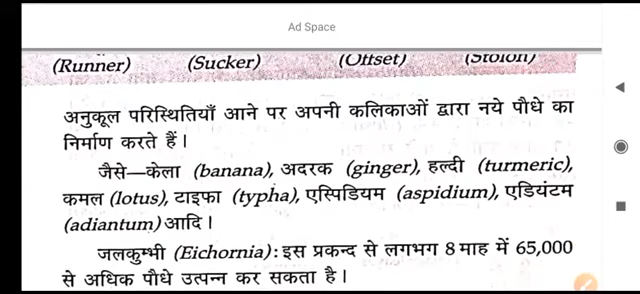 Ad Space
(Runner) (Sucker) (Offset) (Stolon)
अनुकूल परिस्थितियाँ आने पर अपनी कलिकाओं द्वारा नये पौधे का
निर्माण करते हैं ।
जैसे—केला (banana), अदरक (ginger), हल्दी (turmeric),
कमल (lotus), टाइफा (typha), एस्पिडियम (aspidium), एडियंटम
(adiantum) आदि ।
जलकुम्भी (Eichornia) : इस प्रकन्द से लगभग 8 माह में 65,000
से अधिक पौधे उत्पन्न कर सकता है ।